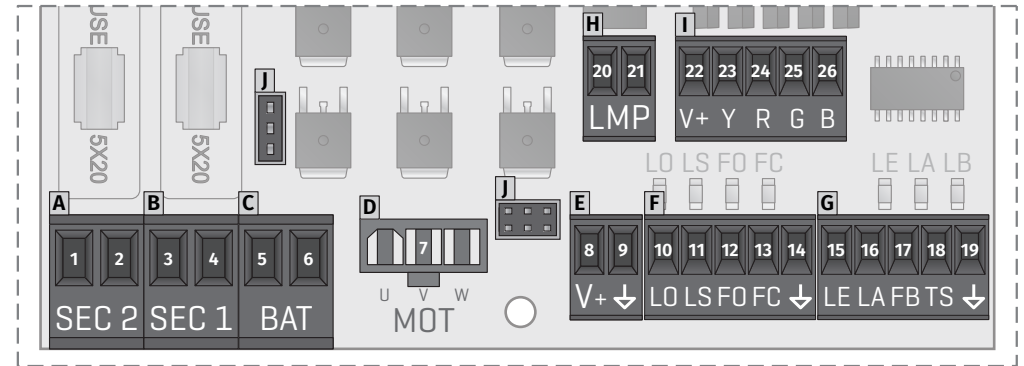 USE USE
5X20 5X20
H I
20 21 22 23 24 25 26
LMP V+ Y R G B
J
LO LS FO FC LE LA LB
A B C D J E F G
1 2 3 4 5 6 7 8 9 10 11 12 13 14 15 16 17 18 19
U V W
SEC 2 SEC 1 BAT MOT V+ LO LS FO FC LE LA FB TS